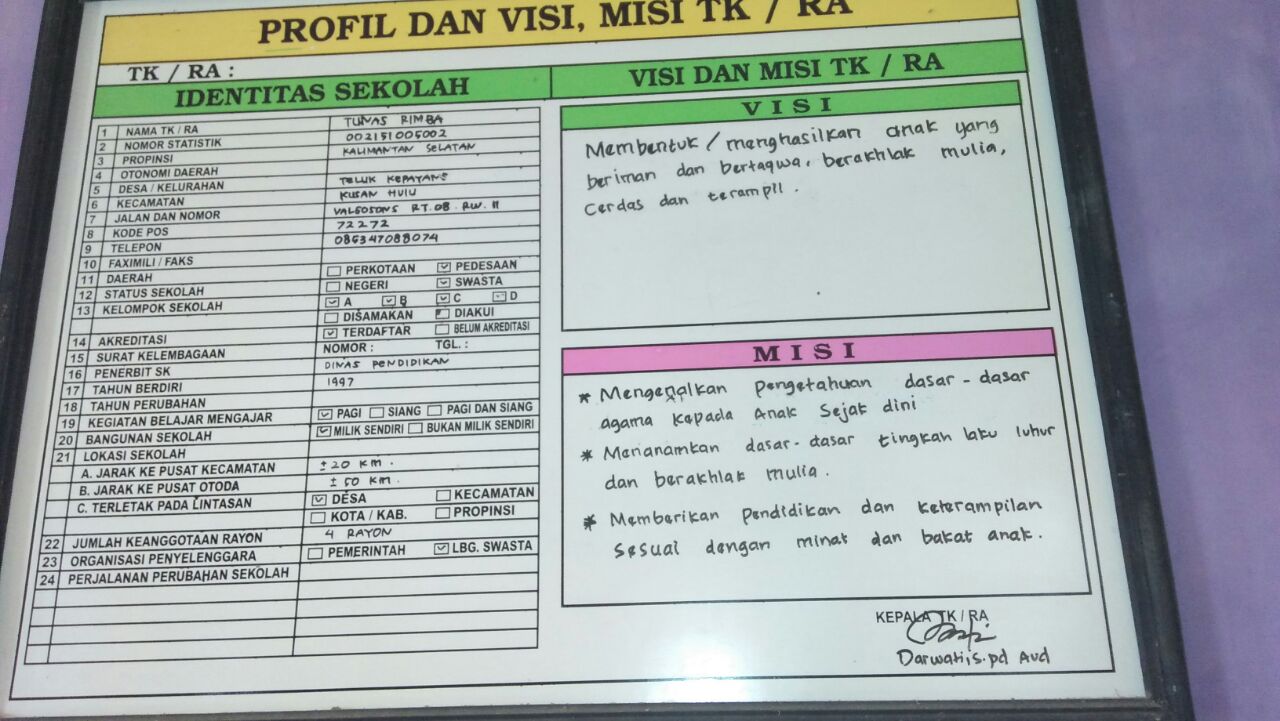 PROFIL DAN VISI, MISI TK / RA
TK / RA :
IDENTITAS SEKOLAH
1 NAMA TK / RA TUNAS RIMBA
2 NOMOR STATISTIK 002151005002
3 PROPINSI KALIMANTAN SELATAN
4 OTONOMI DAERAH
5 DESA / KELURAHAN TELUK KEPAYANG
6 KECAMATAN KUSAN HULU
7 JALAN DAN NOMOR RT.08 RW. II
8 KODE POS 72272
9 TELEPON
10 FAXIMILI / FAKS
11 DAERAH PERKOTAAN PEDESAAN
12 STATUS SEKOLAH NEGERI SWASTA
13 KELOMPOK SEKOLAH A B C D
DISAMAKAN DIAKUI
14 AKREDITASI TERDAFTAR BELUM AKREDITASI
15 SURAT KELEMBAGAAN NOMOR : TGL. :
16 PENERBIT SK DINAS PENDIDIKAN
17 TAHUN BERDIRI 1997
18 TAHUN PERUBAHAN
19 KEGIATAN BELAJAR MENGAJAR PAGI SIANG PAGI DAN SIANG
20 BANGUNAN SEKOLAH MILIK SENDIRI BUKAN MILIK SENDIRI
21 LOKASI SEKOLAH
A. JARAK KE PUSAT KECAMATAN ± 20 KM.
B. JARAK KE PUSAT OTODA ± 50 KM.
C. TERLETAK PADA LINTASAN DESA KECAMATAN
KOTA / KAB. PROPINSI
22 JUMLAH KEANGGOTAAN RAYON 4 RAYON
23 ORGANISASI PENYELENGGARA PEMERINTAH LBG. SWASTA
24 PERJALANAN PERUBAHAN SEKOLAH
VISI DAN MISI TK / RA
VISI
Membentuk / menghasilkan anak yang
beriman dan bertaqwa, berakhlak mulia,
Cerdas dan terampil.
MISI
* Mengenalkan pengetahuan dasar - dasar
agama kepada Anak Sejak dini
* Menanamkan dasar - dasar tingkah laku luhur
dan berakhlak mulia.
* Memberikan pendidikan dan keterampilan
Sesuai dengan minat dan bakat anak.
KEPALA TK / RA
Darwati, S.pd Aud